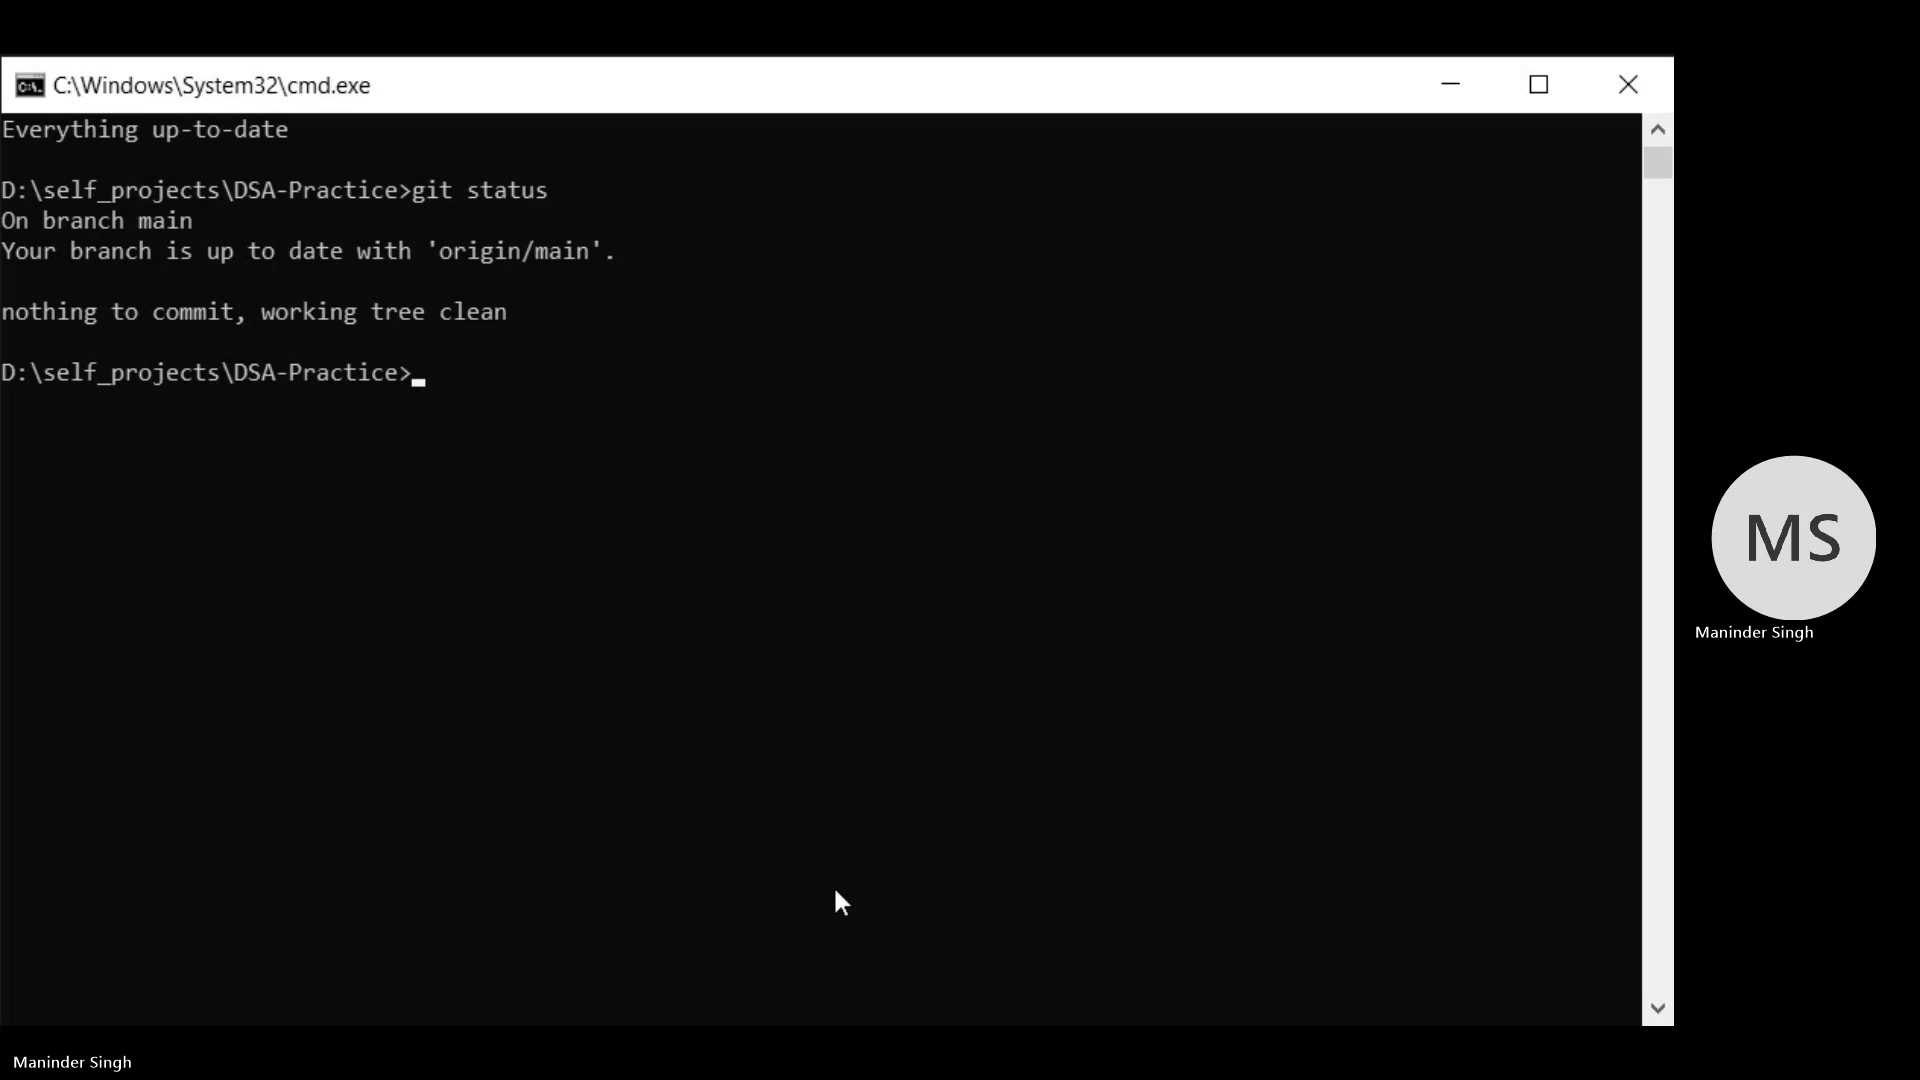 C:\Windows\System32\cmd.exe
Everything up-to-date
D:\self_projects\DSA-Practice>git status
On branch main
Your branch is up to date with 'origin/main'.
nothing to commit, working tree clean
D:\self_projects\DSA-Practice>
MS
Maninder Singh
Maninder Singh